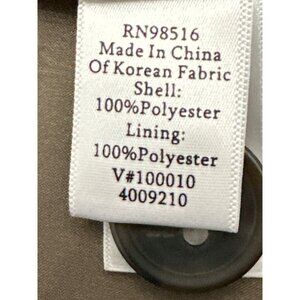 RN98516
Made In China
Of Korean Fabric
Shell:
100%Polyester
Lining:
100%Polyester
V#100010
4009210